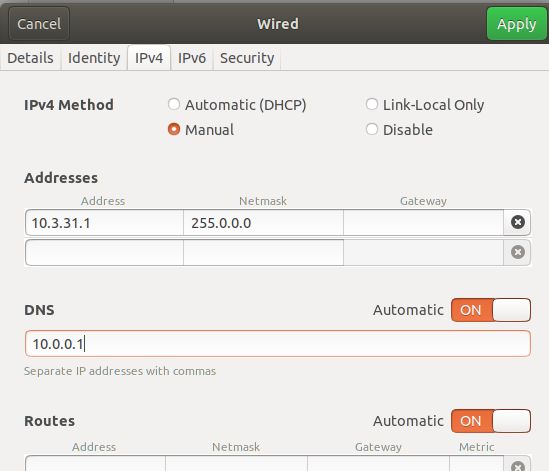 Cancel Wired Apply
Details Identity IPv4 IPv6 Security
IPv4 Method Automatic (DHCP) Link-Local Only
Manual Disable
Addresses
Address Netmask Gateway
10.3.31.1 255.0.0.0
DNS Automatic ON
10.0.0.1
Separate IP addresses with commas
Routes Automatic ON
Address Netmask Gateway Metric